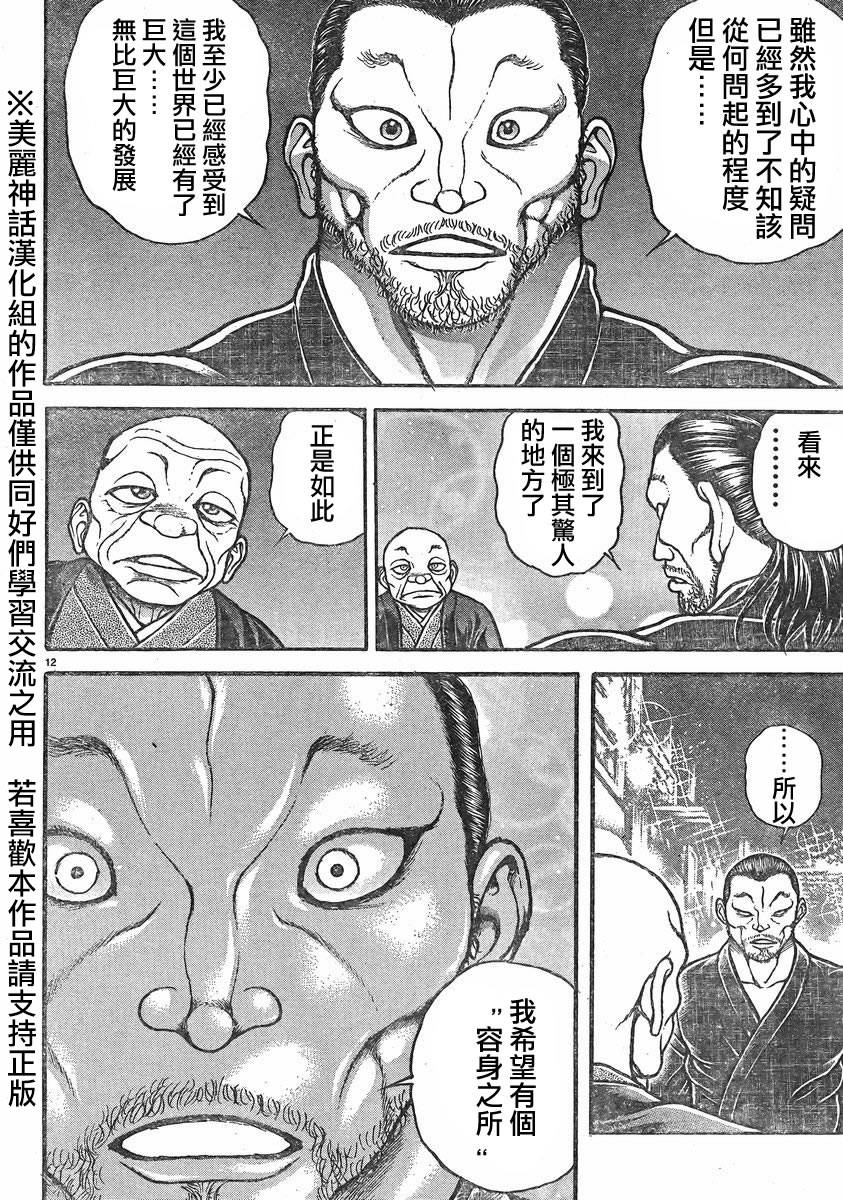 雖然我心中的疑問
已經多到了不知該
從何問起的程度
但是……
我至少已經感受到
這個世界已經有了
巨大……
無比巨大的發展
看來
………
我來到了
一個極其驚人
的地方了
正是如此
……所以
我希望有個
"容身之所"
12
※美麗神話漢化組的作品僅供同好們學習交流之用 若喜歡本作品請支持正版